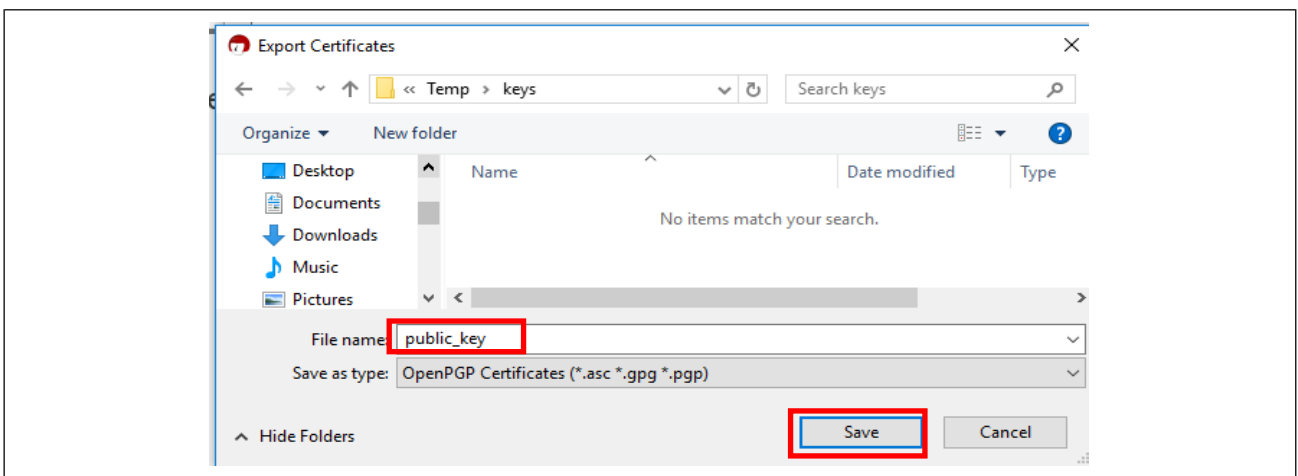 Export Certificates
« Temp › keys
Search keys
Organize
New folder
Desktop
Documents
Downloads
Music
Pictures
Name
Date modified
Type
No items match your search.
File name: public_key
Save as type: OpenPGP Certificates (*.asc *.gpg *.pgp)
Hide Folders
Save
Cancel